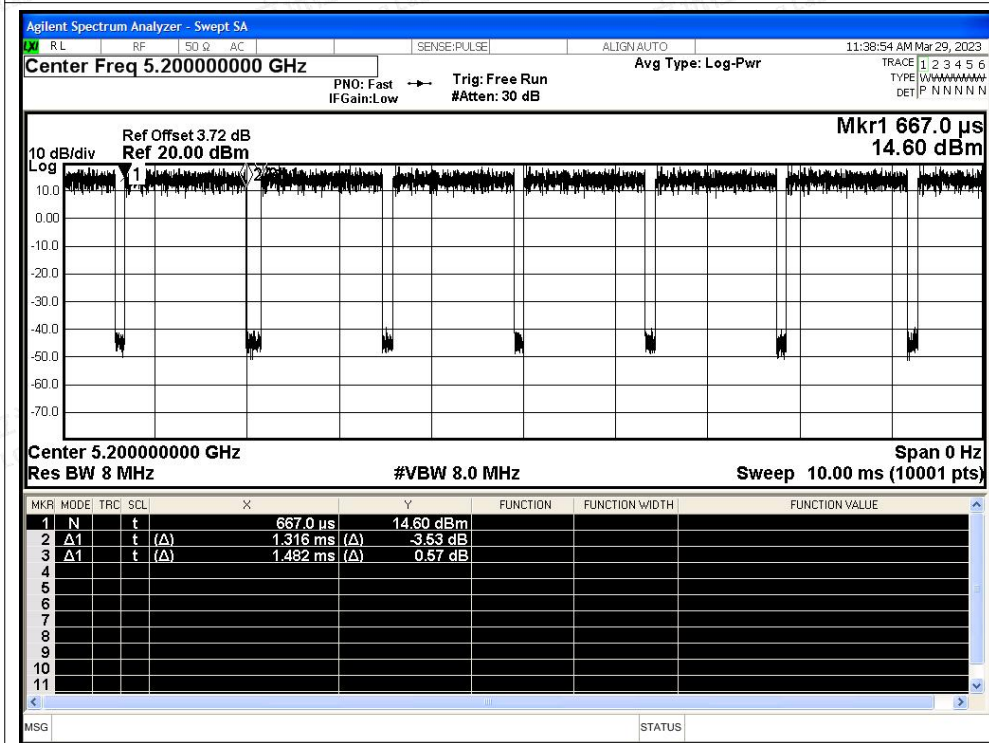 Agilent Spectrum Analyzer - Swept SA
LXI RL RF 50 Ω AC SENSE:PULSE ALIGN AUTO 11:38:54 AM Mar 29, 2023
Center Freq 5.200000000 GHz Avg Type: Log-Pwr TRACE 1 2 3 4 5 6
PNO: Fast Trig: Free Run TYPE W
IFGain:Low #Atten: 30 dB DET P N N N N N
Mkr1 667.0 µs
Ref Offset 3.72 dB
10 dB/div Ref 20.00 dBm 14.60 dBm
Log
1 2
10.0
0.00
-10.0
-20.0
-30.0
-40.0
-50.0
-60.0
-70.0
Center 5.200000000 GHz Span 0 Hz
Res BW 8 MHz #VBW 8.0 MHz Sweep 10.00 ms (10001 pts)
MKR MODE TRC SCL X Y FUNCTION FUNCTION WIDTH FUNCTION VALUE
1 N t 667.0 µs 14.60 dBm
2 Δ1 t (Δ) 1.316 ms (Δ) -3.53 dB
3 Δ1 t (Δ) 1.482 ms (Δ) 0.57 dB
4
5
6
7
8
9
10
11
MSG STATUS